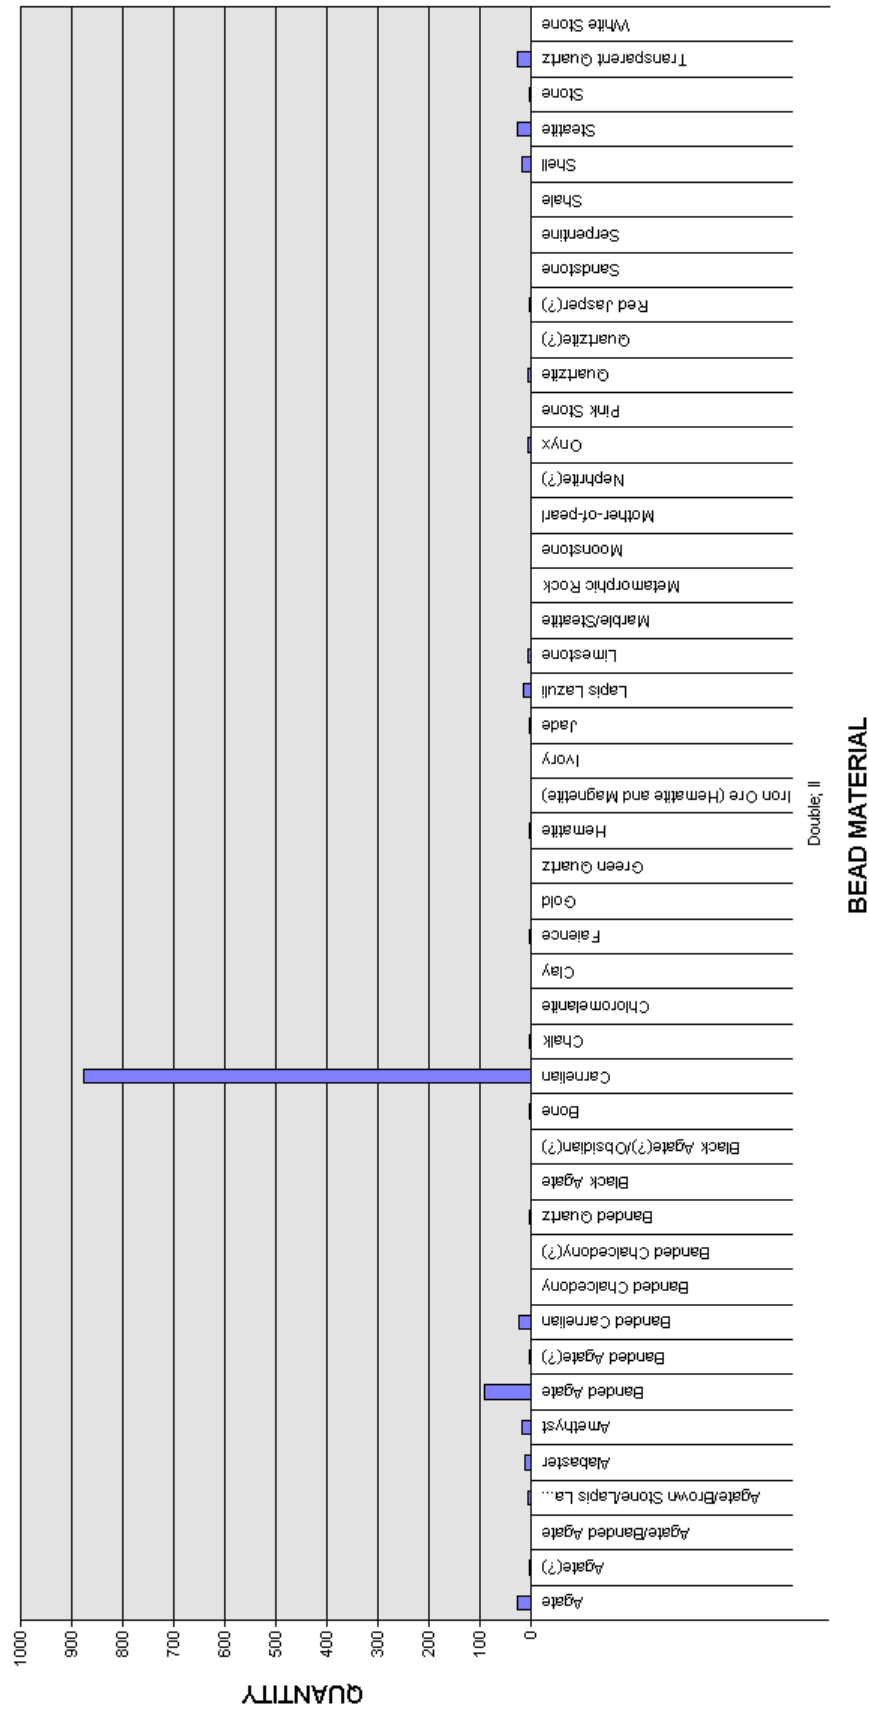 White Stone
Transparent Quartz
Stone
Steatite
Shell
Shale
Serpentine
Sandstone
Red Jasper(?)
Quartzite(?)
Quartzite
Pink Stone
Onyx
Nephrite(?)
Mother-of-pearl
Moonstone
Metamorphic Rock
Marble/Steatite
Limestone
Lapis Lazuli
Jade
Ivory
Iron Ore (Hematite and Magnetite)
Hematite
Green Quartz
Gold
Faience
Clay
Chloromelanite
Chalk
Carnelian
Bone
Black Agate(?)/Obsidian(?)
Black Agate
Banded Quartz
Banded Chalcedony(?)
Banded Chalcedony
Banded Carnelian
Banded Agate(?)
Banded Agate
Amethyst
Alabaster
Agate/Brown Stone/Lapis La...
Agate/Banded Agate
Agate(?)
Agate
Double; II
BEAD MATERIAL
1000
900
800
700
600
500
400
300
200
100
0
QUANTITY